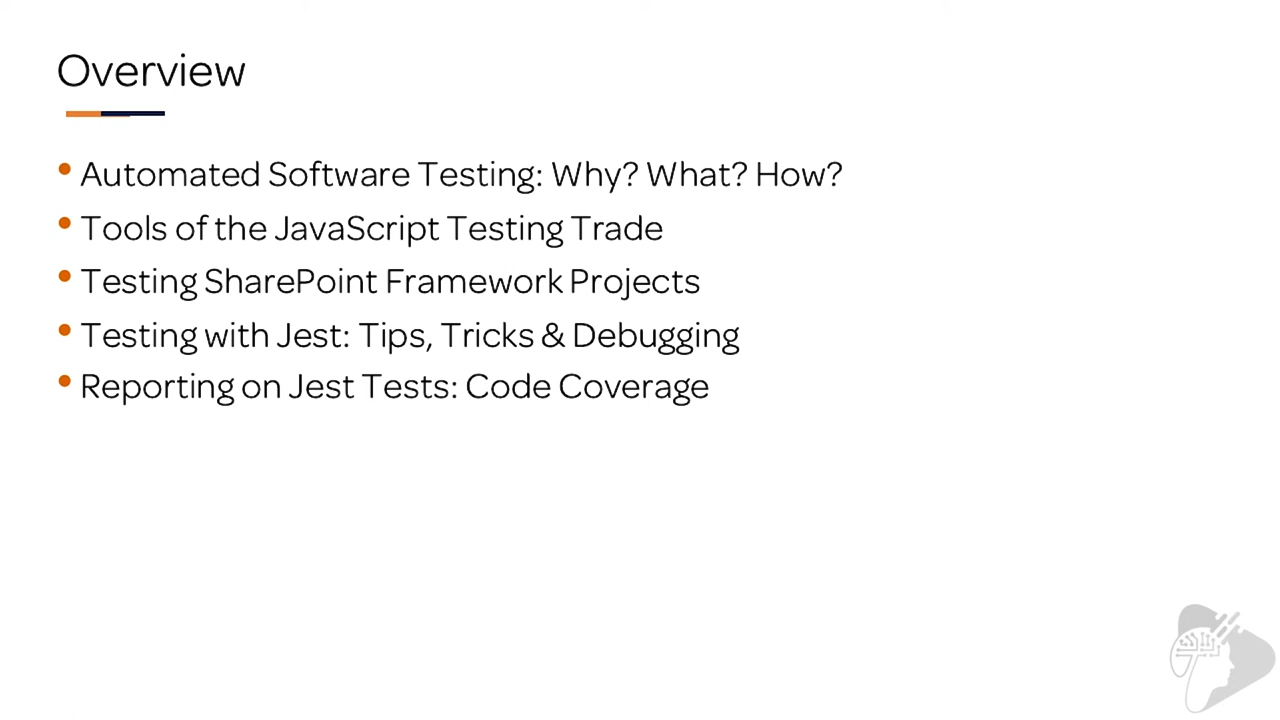 Overview
• Automated Software Testing: Why? What? How?
• Tools of the JavaScript Testing Trade
• Testing SharePoint Framework Projects
• Testing with Jest: Tips, Tricks & Debugging
• Reporting on Jest Tests: Code Coverage